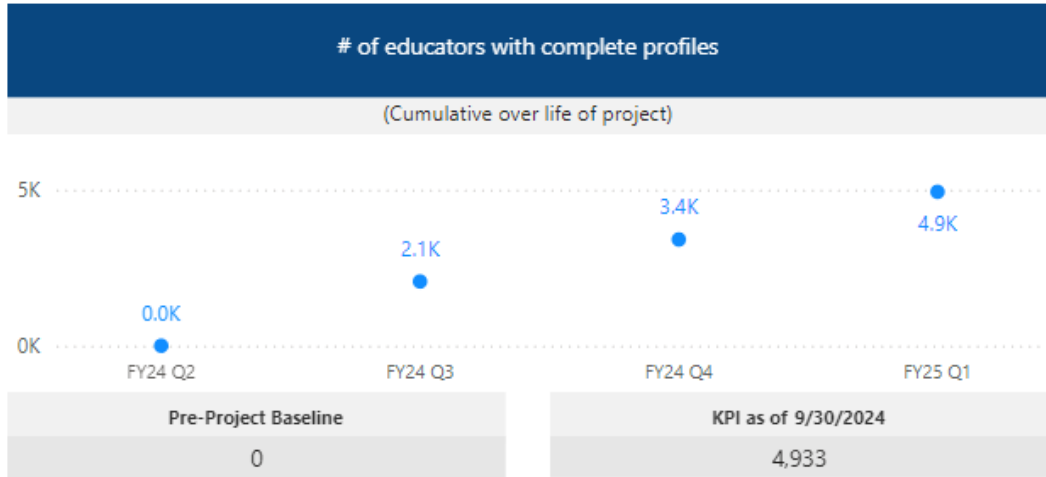 # of educators with complete profiles
(Cumulative over life of project)
5K
3.4K
4.9K
2.1K
0.0K
0K
FY24 Q2 FY24 Q3 FY24 Q4 FY25 Q1
Pre-Project Baseline KPI as of 9/30/2024
0 4,933